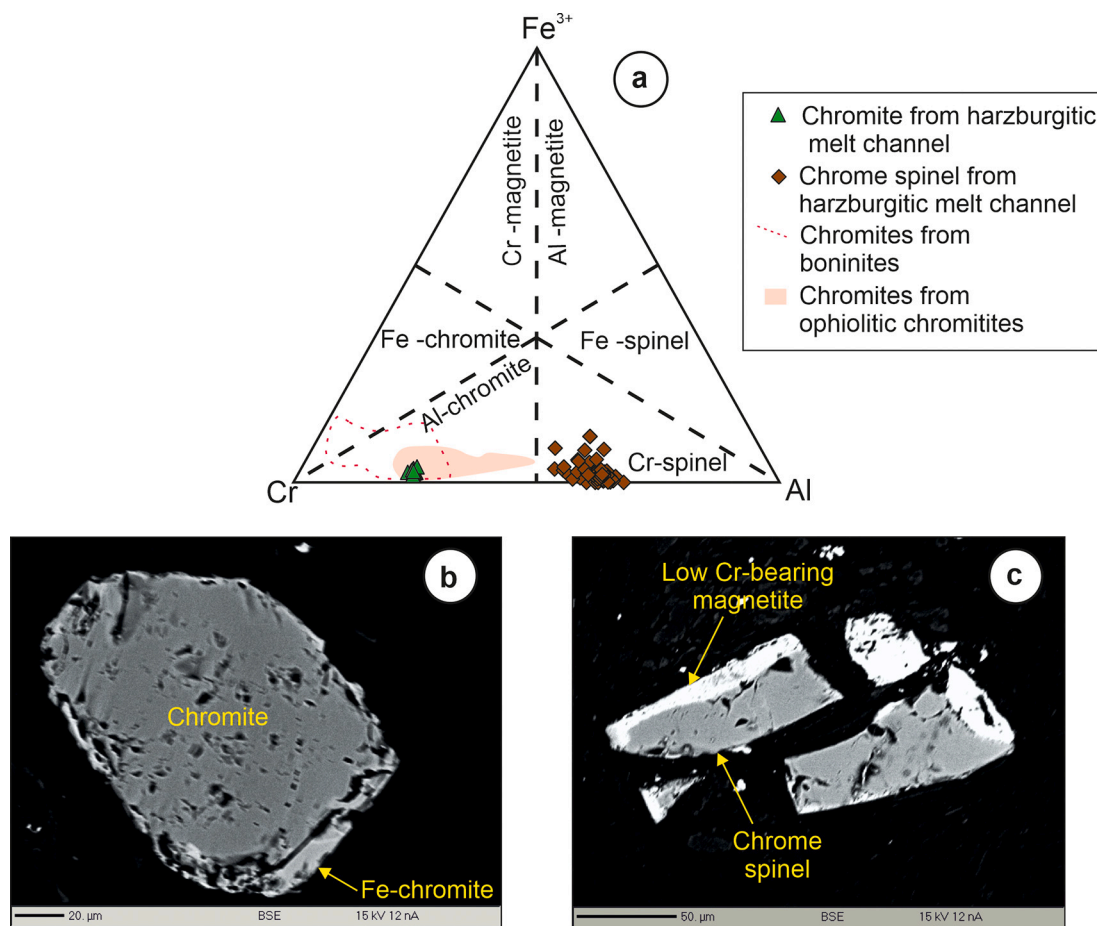 Fe3+
a
Cr -magnetite
Al -magnetite
Fe -chromite
Fe -spinel
Al-chromite
Cr-spinel
Cr
Al
Chromite from harzburgitic
melt channel
Chrome spinel from
harzburgitic melt channel
Chromites from
boninites
Chromites from
ophiolitic chromitites
b
Chromite
Fe-chromite
20. µm BSE 15 kV 12 nA
c
Low Cr-bearing
magnetite
Chrome
spinel
50. µm BSE 15 kV 12 nA